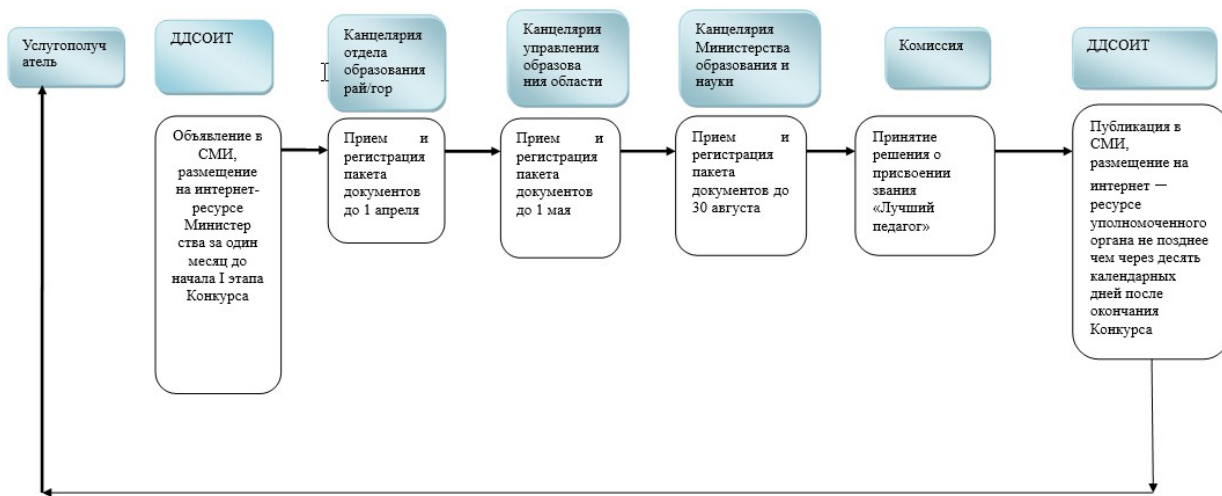 Услугополуч
атель
ДДСОИТ
Канцелярия
отдела
образования
рай/гор
Канцелярия
управления
образова
ния области
Канцелярия
Министерства
образования и
науки
Комиссия
ДДСОИТ
Объявление в
СМИ,
размещение
на интернет-
ресурсе
Министер
ства за один
месяц до
начала I этапа
Конкурса
Прием и
регистрация
пакета
документов
до 1 апреля
Прием и
регистрация
пакета
документов
до 1 мая
Прием и
регистрация
пакета
документов до
30 августа
Принятие
решения о
присвоении
звания
«Лучший
педагог»
Публикация в
СМИ,
размещение на
интернет —
ресурсе
уполномоченного
органа не позднее
чем через десять
календарных
дней после
окончания
Конкурса